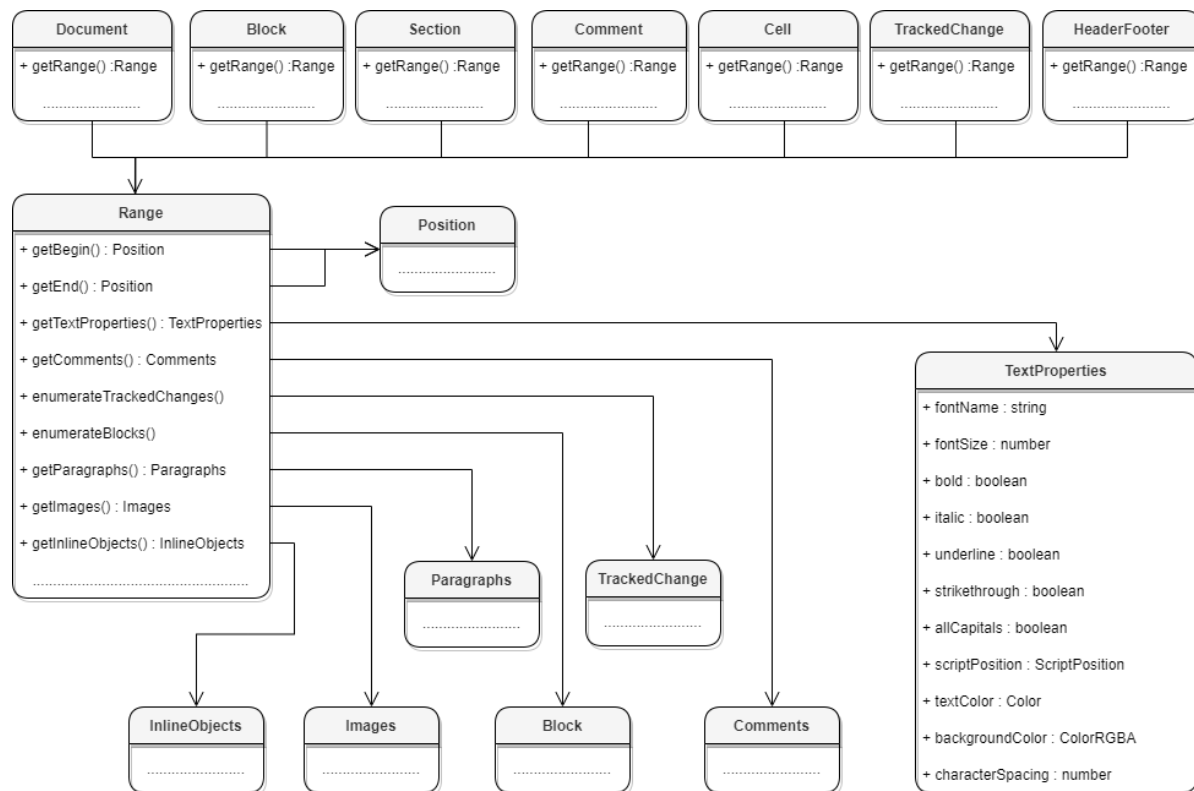 Document
+ getRange() :Range
........................
Block
+ getRange() :Range
........................
Section
+ getRange() :Range
........................
Comment
+ getRange() :Range
........................
Cell
+ getRange() :Range
........................
TrackedChange
+ getRange() :Range
........................
HeaderFooter
+ getRange() :Range
........................
Range
+ getBegin() : Position
+ getEnd() : Position
+ getTextProperties() : TextProperties
+ getComments() : Comments
+ enumerateTrackedChanges()
+ enumerateBlocks()
+ getParagraphs() : Paragraphs
+ getImages() : Images
+ getInlineObjects() : InlineObjects
......................................................
Position
........................
TextProperties
+ fontName : string
+ fontSize : number
+ bold : boolean
+ italic : boolean
+ underline : boolean
+ strikethrough : boolean
+ allCapitals : boolean
+ scriptPosition : ScriptPosition
+ textColor : Color
+ backgroundColor : ColorRGBA
+ characterSpacing : number
Paragraphs
........................
TrackedChange
........................
InlineObjects
........................
Images
........................
Block
........................
Comments
........................